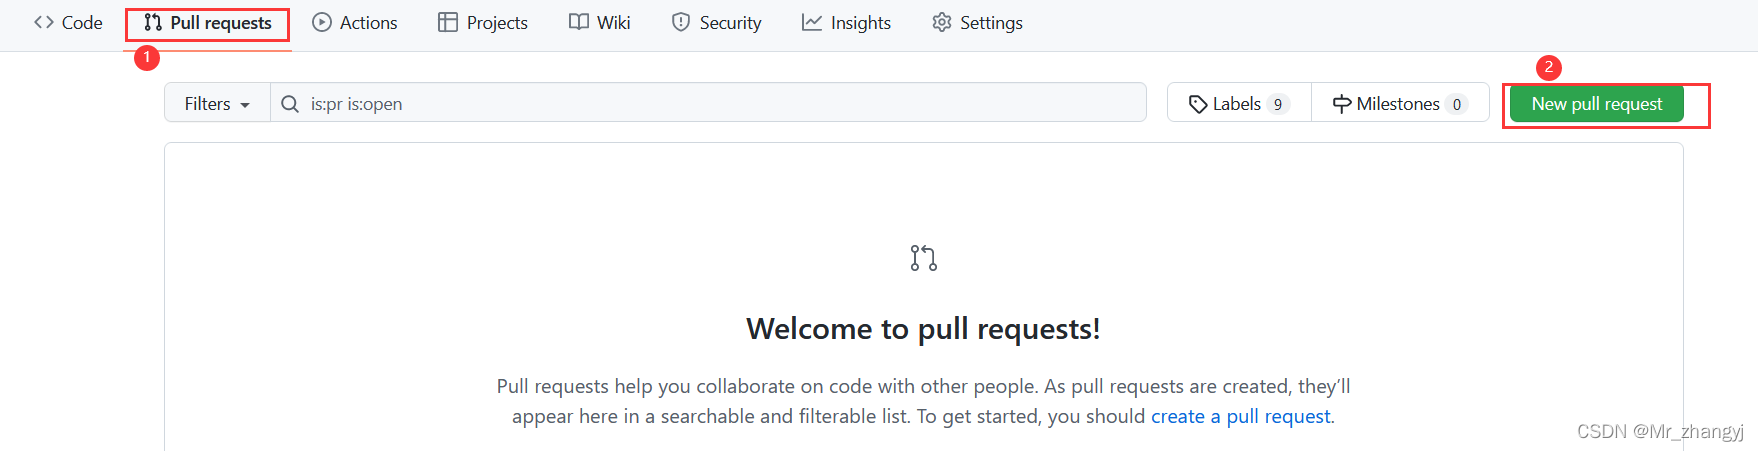 Code Pull requests Actions Projects Wiki Security Insights Settings
1
2
Filters is:pr is:open Labels 9 Milestones 0 New pull request
Welcome to pull requests!
Pull requests help you collaborate on code with other people. As pull requests are created, they’ll
appear here in a searchable and filterable list. To get started, you should create a pull request.
CSDN @Mr_zhangyj